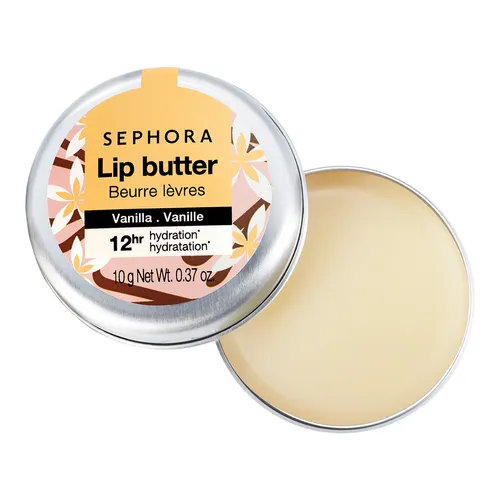 SEPHORA
Lip butter
Beurre lèvres
Vanilla . Vanille
12hr hydration*
hydratation*
10 g Net Wt. 0.37 oz.